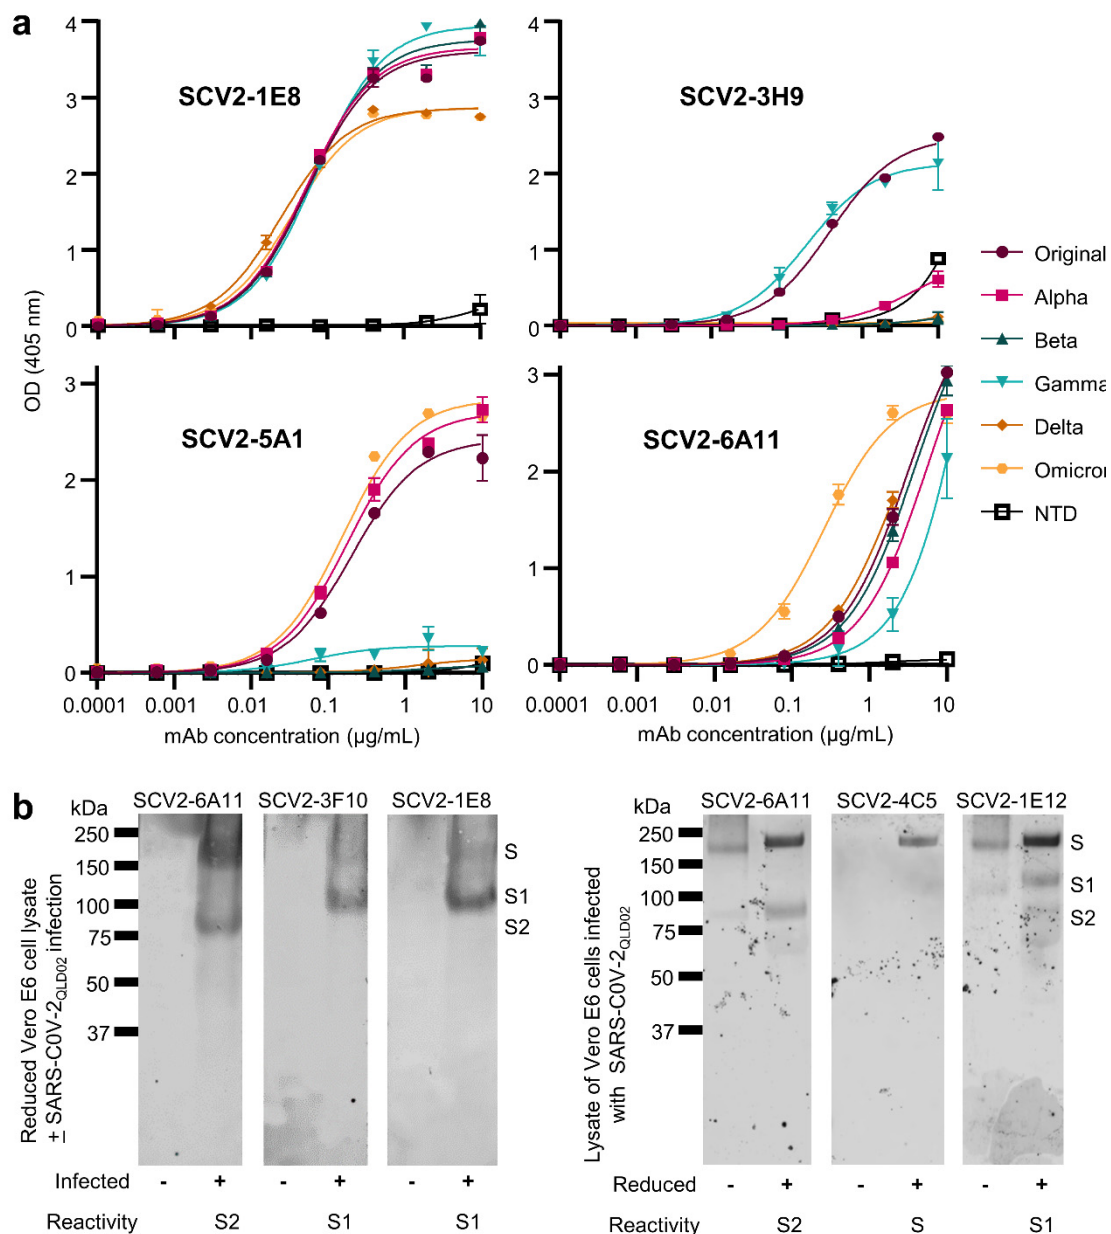 a
OD (405 nm)
4
3
2
1
0
SCV2-1E8
4
3
2
1
0
SCV2-3H9
Original
Alpha
Beta
Gamma
Delta
Omicron
NTD
3
2
1
0
SCV2-5A1
0.0001
0.01
0.1
1
10
mAb concentration (µg/mL)
3
2
1
0
SCV2-6A11
0.0001
0.01
0.1
1
10
mAb concentration (µg/mL)
b
Reduced Vero E6 cell lysate
± SARS-C0V-2QLD02 infection
kDa
250
150
100
75
50
37
SCV2-6A11 SCV2-3F10 SCV2-1E8
S
S1
S2
Infected - + - + - +
Reactivity S2 S1 S1
Lysate of Vero E6 cells infected
with SARS-C0V-2QLD02
kDa
250
150
100
75
50
37
SCV2-6A11 SCV2-4C5 SCV2-1E12
S
S1
S2
Reduced - + - + - +
Reactivity S2 S S1